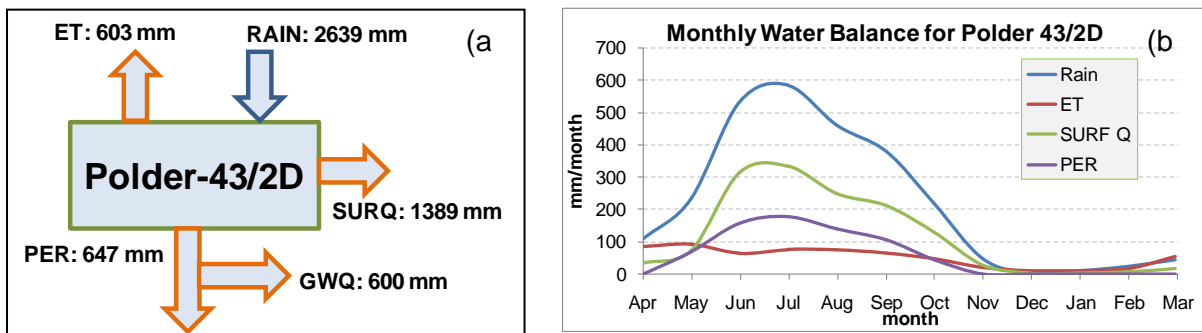 ET: 603 mm
RAIN: 2639 mm
(a
Polder-43/2D
SURQ: 1389 mm
PER: 647 mm
GWQ: 600 mm
Monthly Water Balance for Polder 43/2D
(b
700
600
500
400
300
200
100
0
mm/month
Rain
ET
SURF Q
PER
Apr May Jun Jul Aug Sep Oct Nov Dec Jan Feb Mar
month